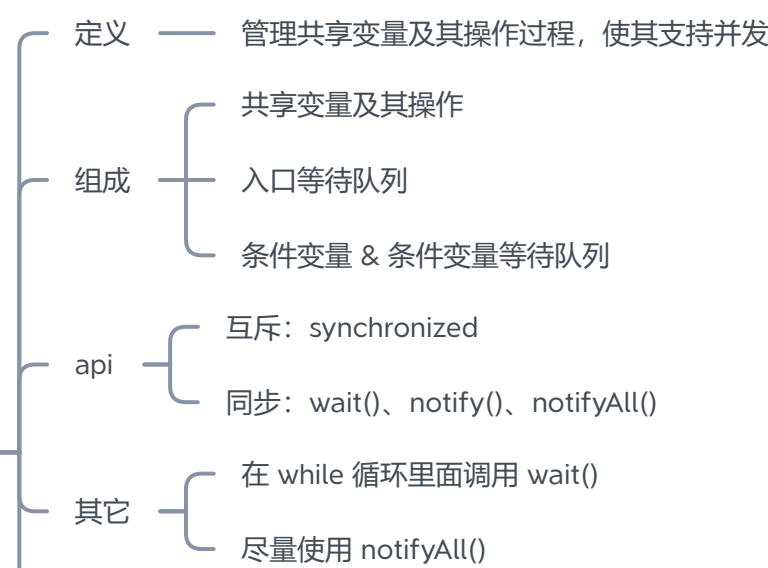 定义
管理共享变量及其操作过程，使其支持并发
共享变量及其操作
组成
入口等待队列
条件变量 & 条件变量等待队列
互斥：synchronized
api
同步：wait()、notify()、notifyAll()
在 while 循环里面调用 wait()
其它
尽量使用 notifyAll()